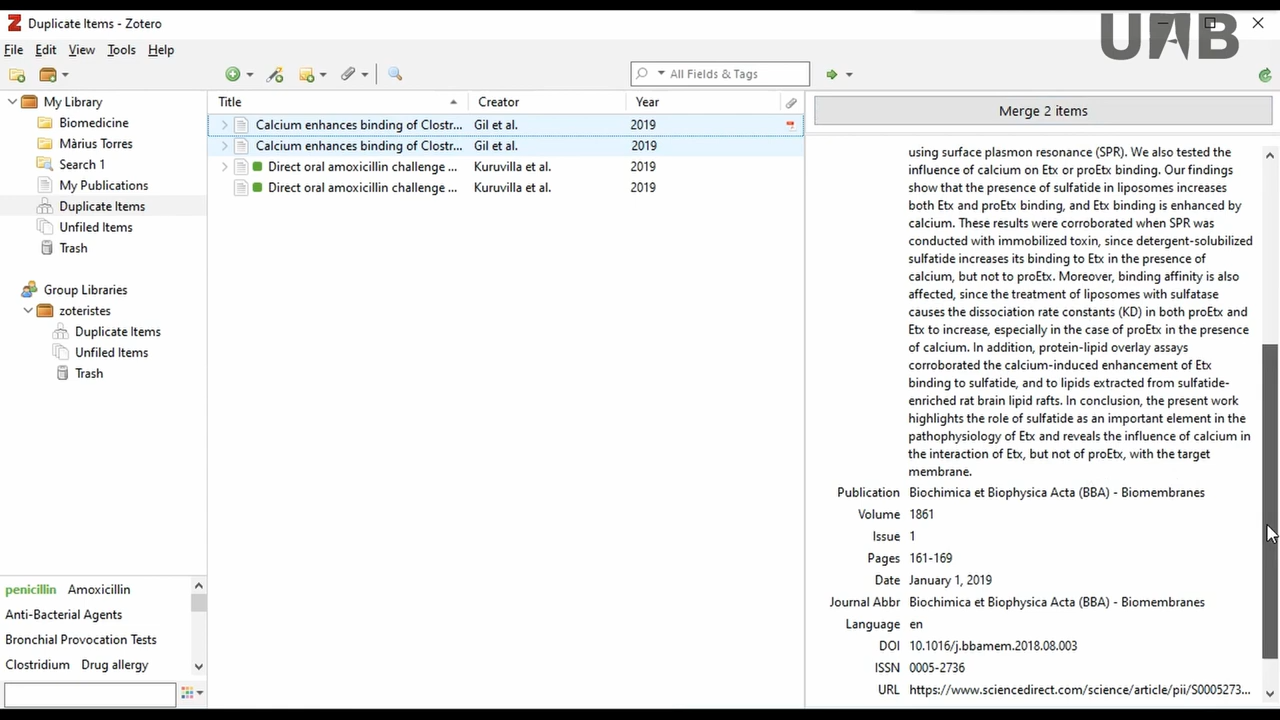 Z Duplicate Items - Zotero
UAB
File Edit View Tools Help
All Fields & Tags
My Library
Biomedicine
Màrius Torres
Search 1
My Publications
Duplicate Items
Unfiled Items
Trash
Group Libraries
zoteristes
Duplicate Items
Unfiled Items
Trash
penicillin Amoxicillin
Anti-Bacterial Agents
Bronchial Provocation Tests
Clostridium Drug allergy
Title Creator Year
Calcium enhances binding of Clostr... Gil et al. 2019
Calcium enhances binding of Clostr... Gil et al. 2019
Direct oral amoxicillin challenge ... Kuruvilla et al. 2019
Direct oral amoxicillin challenge ... Kuruvilla et al. 2019
Merge 2 items
using surface plasmon resonance (SPR). We also tested the
influence of calcium on Etx or proEtx binding. Our findings
show that the presence of sulfatide in liposomes increases
both Etx and proEtx binding, and Etx binding is enhanced by
calcium. These results were corroborated when SPR was
conducted with immobilized toxin, since detergent-solubilized
sulfatide increases its binding to Etx in the presence of
calcium, but not to proEtx. Moreover, binding affinity is also
affected, since the treatment of liposomes with sulfatase
causes the dissociation rate constants (KD) in both proEtx and
Etx to increase, especially in the case of proEtx in the presence
of calcium. In addition, protein-lipid overlay assays
corroborated the calcium-induced enhancement of Etx
binding to sulfatide, and to lipids extracted from sulfatide-
enriched rat brain lipid rafts. In conclusion, the present work
highlights the role of sulfatide as an important element in the
pathophysiology of Etx and reveals the influence of calcium in
the interaction of Etx, but not of proEtx, with the target
membrane.
Publication Biochimica et Biophysica Acta (BBA) - Biomembranes
Volume 1861
Issue 1
Pages 161-169
Date January 1, 2019
Journal Abbr Biochimica et Biophysica Acta (BBA) - Biomembranes
Language en
DOI 10.1016/j.bbamem.2018.08.003
ISSN 0005-2736
URL https://www.sciencedirect.com/science/article/pii/S0005273...